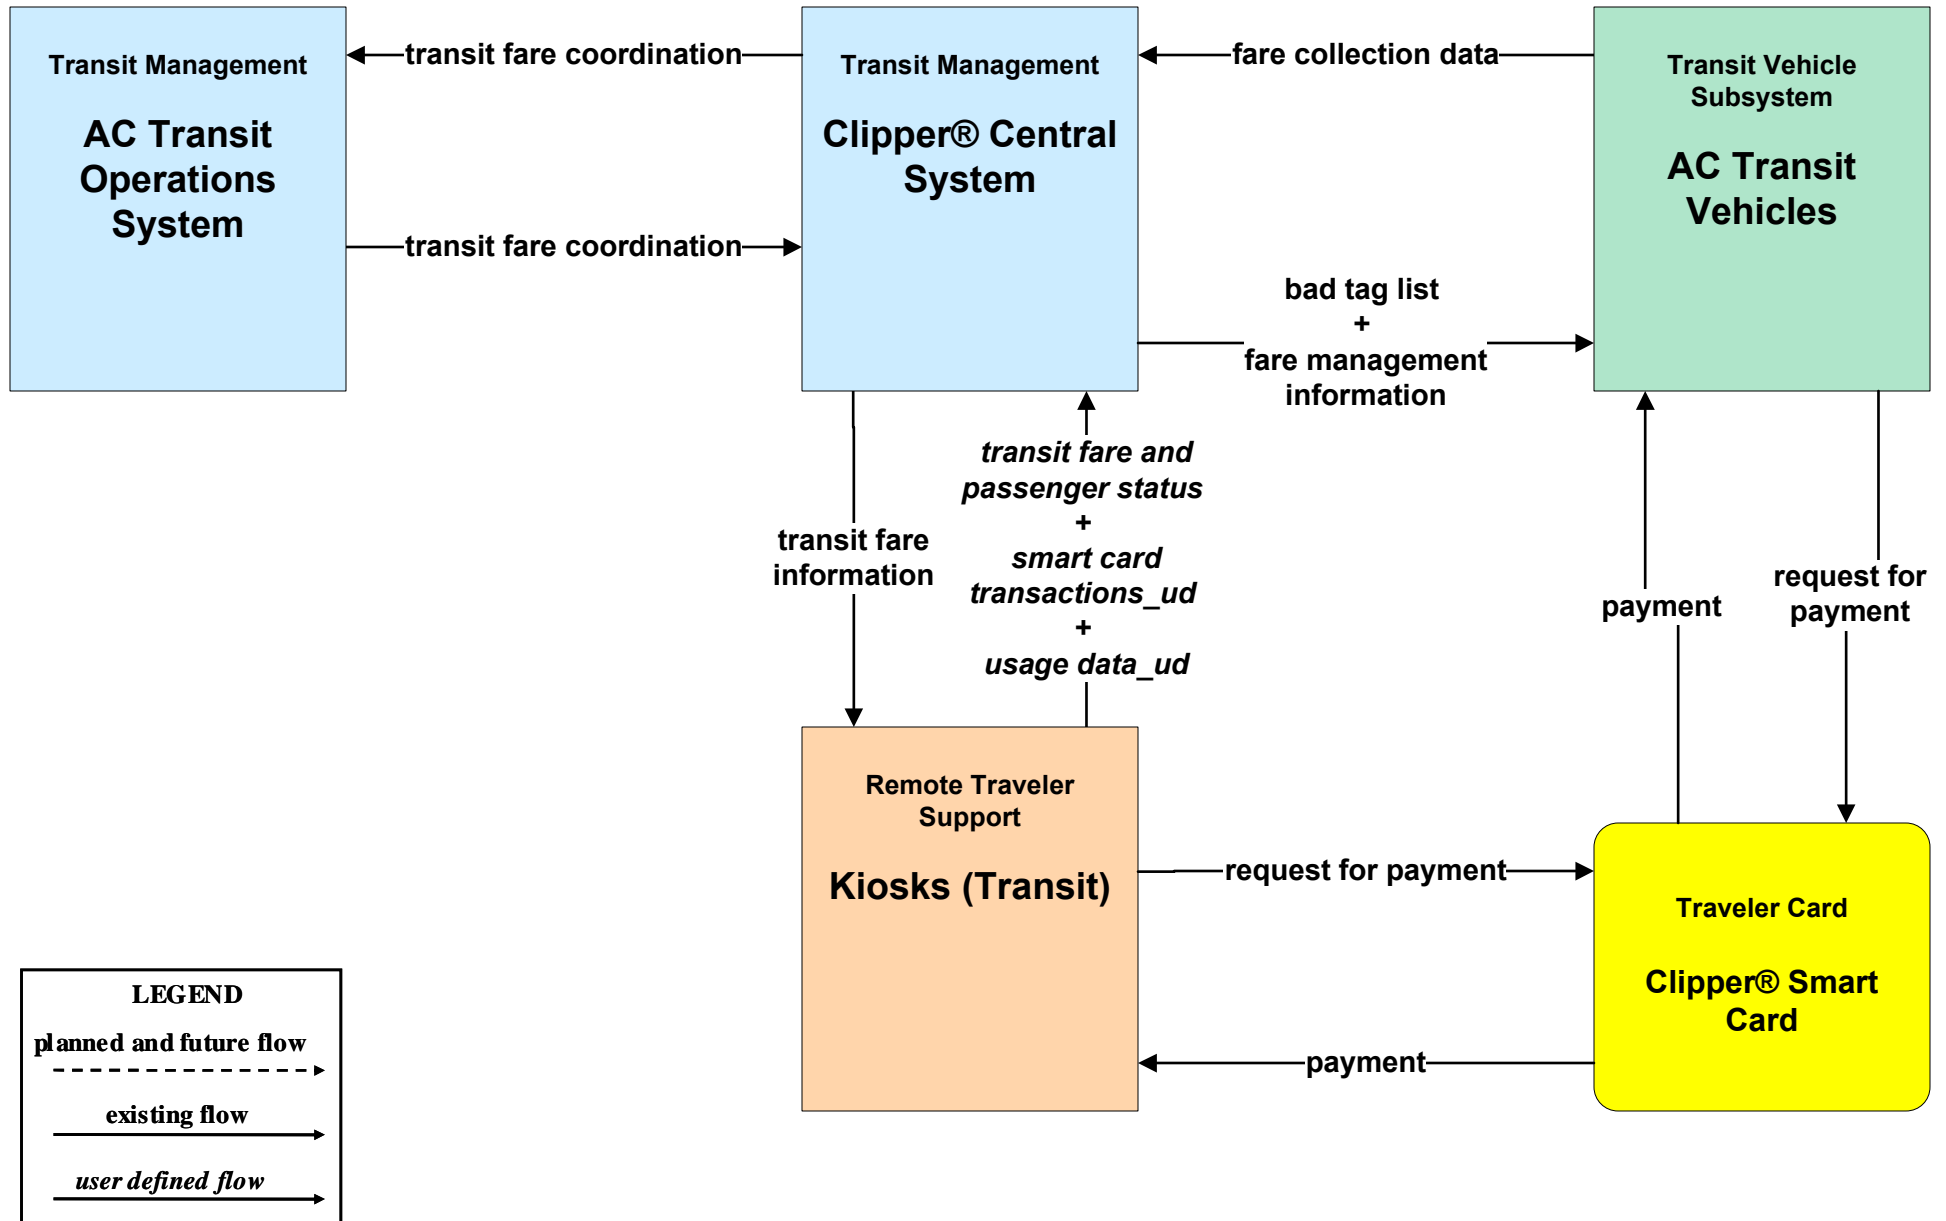 Transit Management
AC Transit
Operations
System
transit fare coordination
transit fare coordination
Transit Management
Clipper® Central
System
fare collection data
bad tag list
+
fare management
information
Transit Vehicle
Subsystem
AC Transit
Vehicles
transit fare
information
transit fare and
passenger status
+
smart card
transactions_ud
+
usage data_ud
payment
request for
payment
Remote Traveler
Support
Kiosks (Transit)
request for payment
payment
Traveler Card
Clipper® Smart
Card
LEGEND
planned and future flow
existing flow
user defined flow